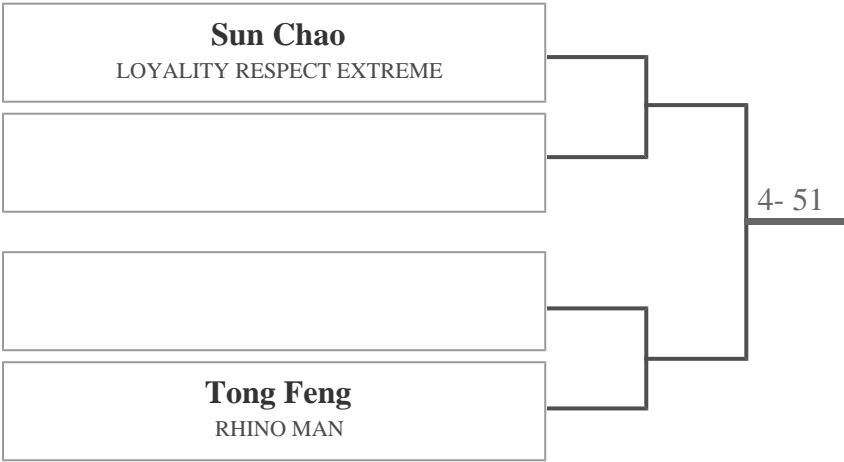 Sun Chao
LOYALITY RESPECT EXTREME
4- 51
Tong Feng
RHINO MAN